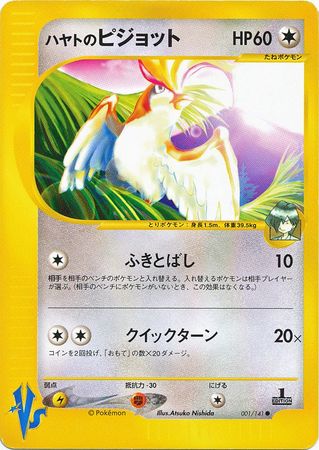 ハヤトのピジョット HP60
たねポケモン
とりポケモン：身長1.5m、体重39.5kg
ふきとばし 10
相手を相手のベンチのポケモンと入れ替える。入れ替えるポケモンは相手プレイヤー
が選ぶ。(相手のベンチにポケモンがいないとき、この効果はなくなる。)
クイックターン 20×
コインを2回投げ、「おもて」の数×20ダメージ。
弱点 抵抗力 -30 にげる
1
EDITION
VS
©Pokémon Illus.Atsuko Nishida 001/141 ●